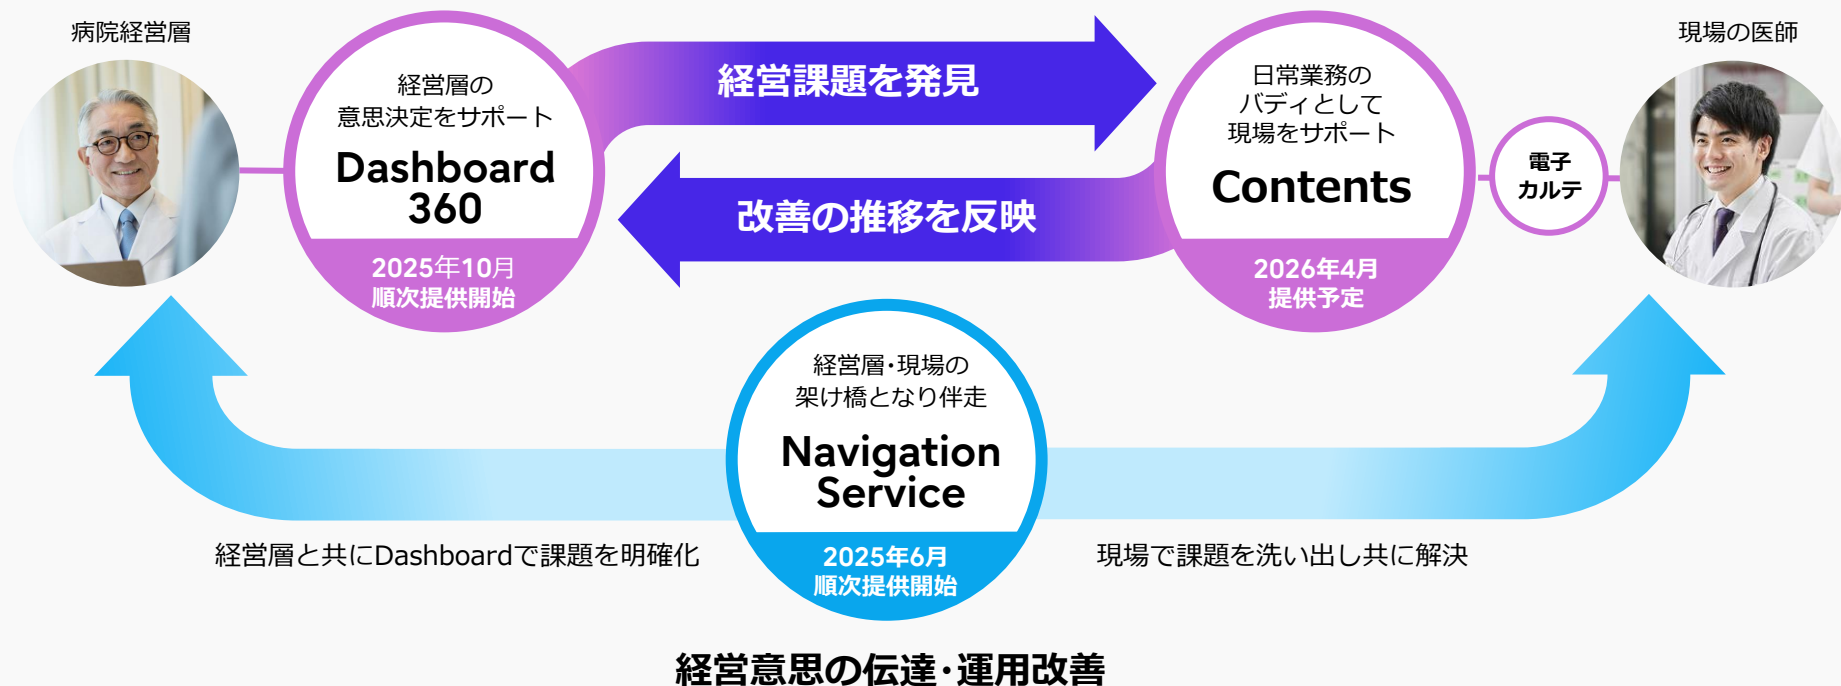 病院経営層
経営層の
意思決定をサポート
Dashboard
360
2025年10月
順次提供開始
経営課題を発見
改善の推移を反映
日常業務の
バディとして
現場をサポート
Contents
2026年4月
提供予定
電子
カルテ
現場の医師
経営層･現場の
架け橋となり伴走
Navigation
Service
2025年6月
順次提供開始
経営層と共にDashboardで課題を明確化
現場で課題を洗い出し共に解決
経営意思の伝達･運用改善